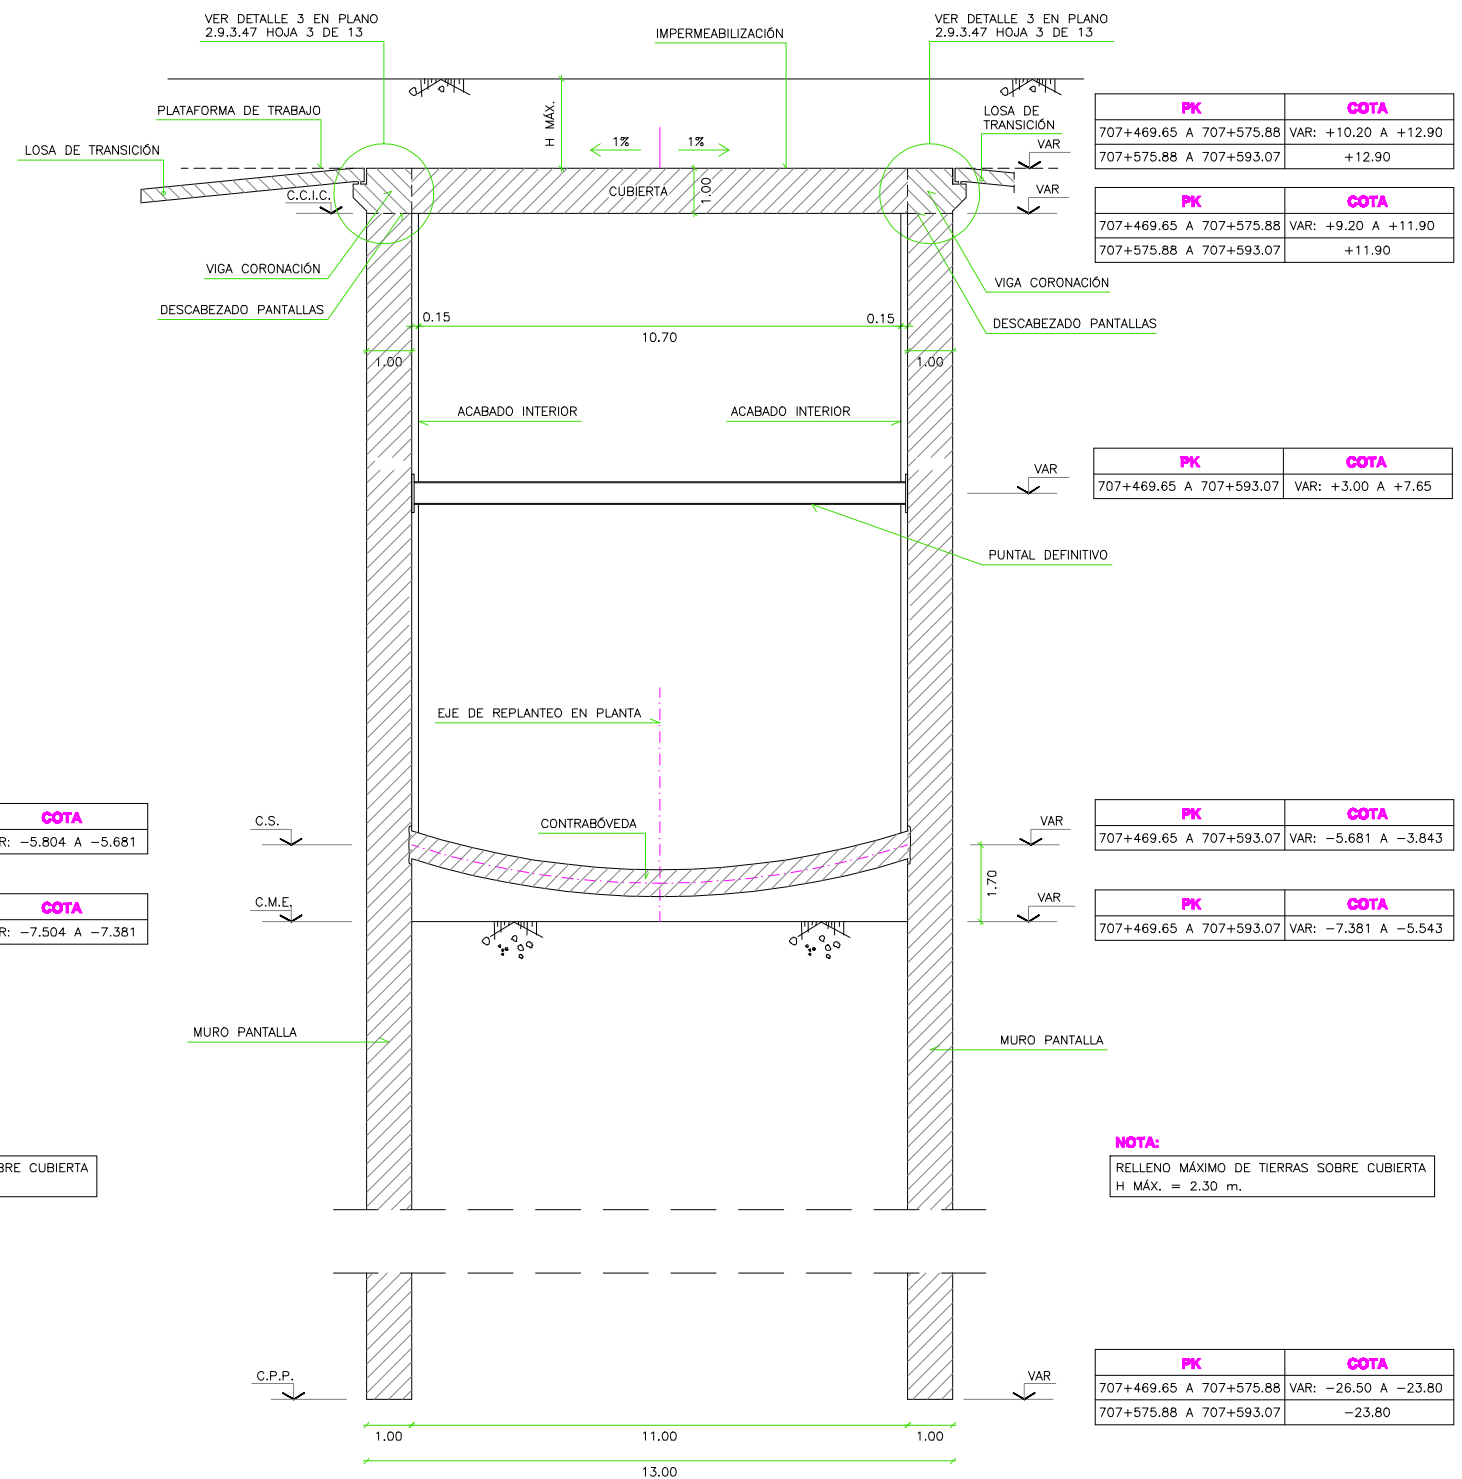 VER DETALLE 3 EN PLANO
2.9.3.47 HOJA 3 DE 13
IMPERMEABILIZACIÓN
VER DETALLE 3 EN PLANO
2.9.3.47 HOJA 3 DE 13
PLATAFORMA DE TRABAJO
H MÁX.
LOSA DE
TRANSICIÓN
LOSA DE TRANSICIÓN
1%
1%
VAR
PK COTA
707+469.65 A 707+575.88 VAR: +10.20 A +12.90
707+575.88 A 707+593.07 +12.90
C.C.I.C.
CUBIERTA
1.00
VAR
PK COTA
707+469.65 A 707+575.88 VAR: +9.20 A +11.90
707+575.88 A 707+593.07 +11.90
VIGA CORONACIÓN
VIGA CORONACIÓN
DESCABEZADO PANTALLAS
DESCABEZADO PANTALLAS
0.15
0.15
10.70
1.00
1.00
ACABADO INTERIOR
ACABADO INTERIOR
VAR
PK COTA
707+469.65 A 707+593.07 VAR: +3.00 A +7.65
PUNTAL DEFINITIVO
EJE DE REPLANTEO EN PLANTA
COTA
R: −5.804 A −5.681
C.S.
CONTRABÓVEDA
VAR
PK COTA
707+469.65 A 707+593.07 VAR: −5.681 A −3.843
1.70
COTA
R: −7.504 A −7.381
C.M.E.
VAR
PK COTA
707+469.65 A 707+593.07 VAR: −7.381 A −5.543
MURO PANTALLA
MURO PANTALLA
NOTA:
BRE CUBIERTA
RELLENO MÁXIMO DE TIERRAS SOBRE CUBIERTA
H MÁX. = 2.30 m.
C.P.P.
VAR
PK COTA
707+469.65 A 707+575.88 VAR: −26.50 A −23.80
707+575.88 A 707+593.07 −23.80
1.00
11.00
1.00
13.00